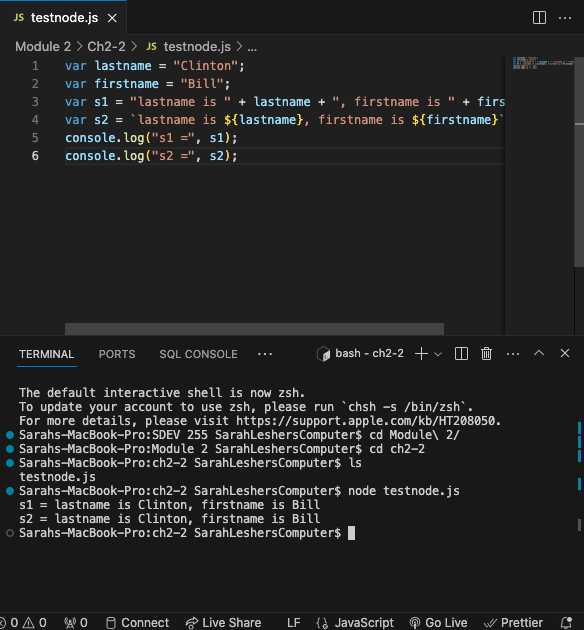 JS testnode.js
Module 2 > Ch2-2 > JS testnode.js > ...
1 var lastname = "Clinton";
2 var firstname = "Bill";
3 var s1 = "lastname is " + lastname + ", firstname is " + firs
4 var s2 = `lastname is ${lastname}, firstname is ${firstname}`
5 console.log("s1 =", s1);
6 console.log("s2 =", s2);
TERMINAL PORTS SQL CONSOLE ··· bash - ch2-2
The default interactive shell is now zsh.
To update your account to use zsh, please run `chsh -s /bin/zsh`.
For more details, please visit https://support.apple.com/kb/HT208050.
Sarahs-MacBook-Pro:SDEV 255 SarahLeshersComputer$ cd Module\ 2/
Sarahs-MacBook-Pro:Module 2 SarahLeshersComputer$ cd ch2-2
Sarahs-MacBook-Pro:ch2-2 SarahLeshersComputer$ ls
testnode.js
Sarahs-MacBook-Pro:ch2-2 SarahLeshersComputer$ node testnode.js
s1 = lastname is Clinton, firstname is Bill
s2 = lastname is Clinton, firstname is Bill
Sarahs-MacBook-Pro:ch2-2 SarahLeshersComputer$
0 0 0 Connect Live Share LF {} JavaScript Go Live Prettier